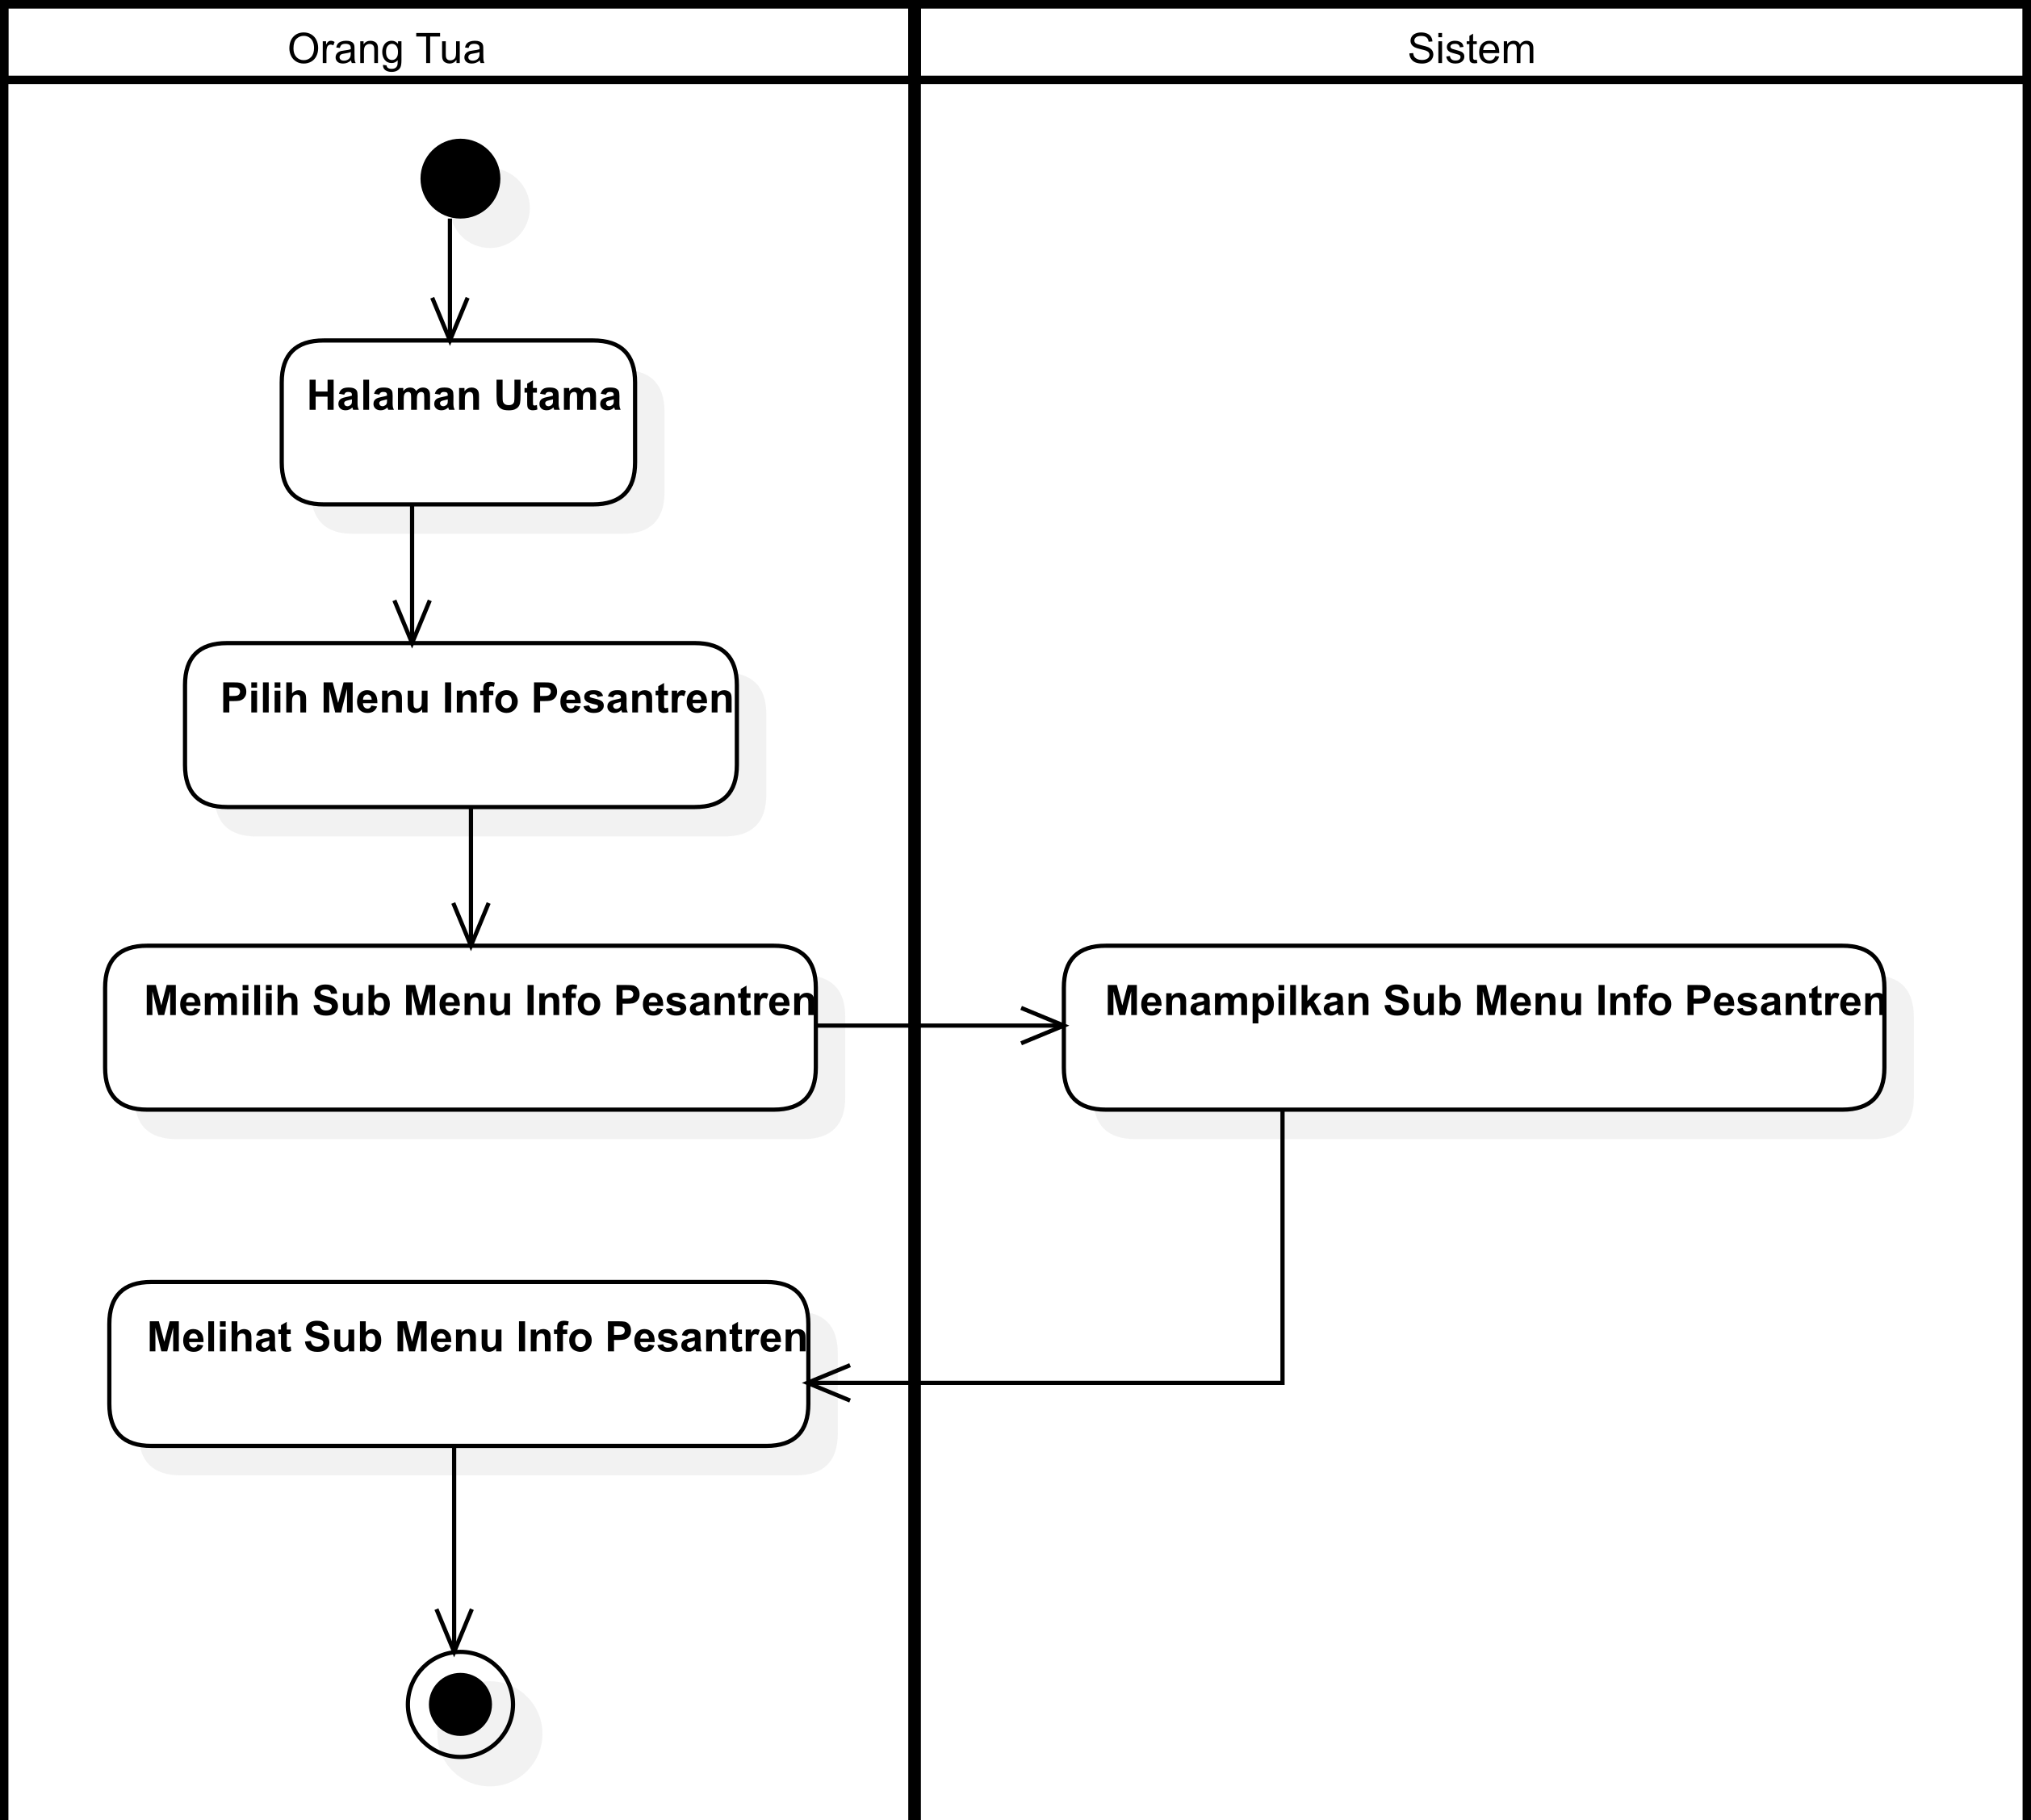 Orang Tua
Sistem
Halaman Utama
Pilih Menu Info Pesantren
Memilih Sub Menu Info Pesantren
Menampilkan Sub Menu Info Pesantren
Melihat Sub Menu Info Pesantren